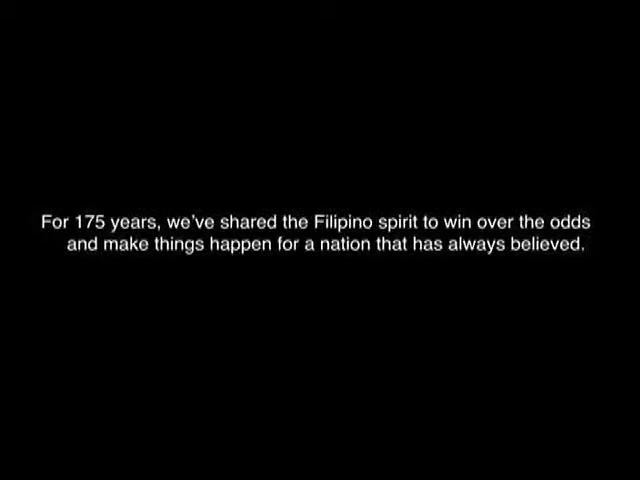 For 175 years, we've shared the Filipino spirit to win over the odds
and make things happen for a nation that has always believed.